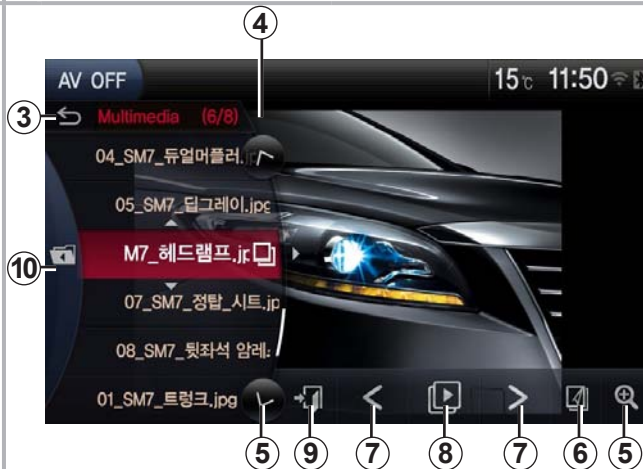 ④
AV OFF
15℃ 11:50
③
Multimedia (6/8)
04_SM7_듀얼머플러.
05_SM7_딥그레이.jpg
⑩
M7_헤드램프.j
07_SM7_정탑_시트.jp
08_SM7_뒷좌석 암레
01_SM7_트렁크.jpg
⑤ ⑨ ⑦ ⑧ ⑦ ⑥ ⑤